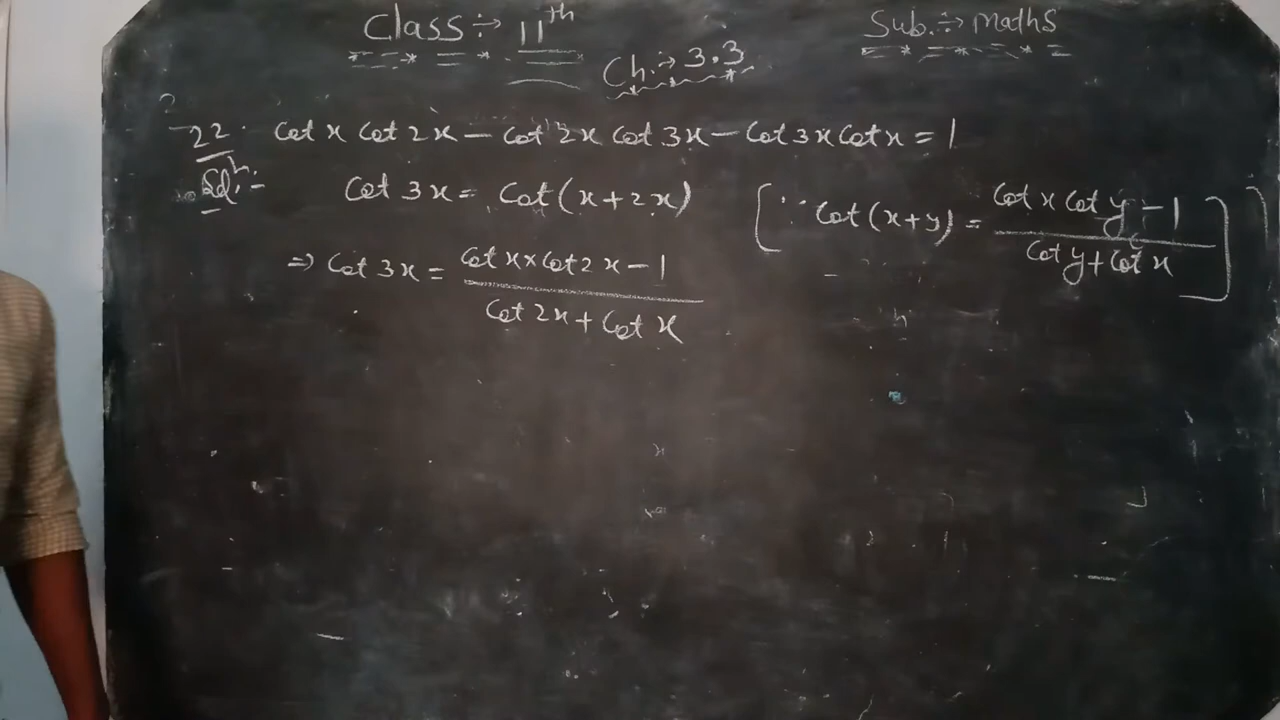 Class :- 11th
Sub. :- Maths
Ch. :- 3.3
22. Cot x Cot 2x - Cot 2x Cot 3x - Cot 3x Cot x = 1
Solⁿ:- Cot 3x = Cot (x + 2x) [∵ Cot (x + y) = (Cot x Cot y - 1) / (Cot y + Cot x)]
⇒ Cot 3x = (Cot x × Cot 2x - 1) / (Cot 2x + Cot x)